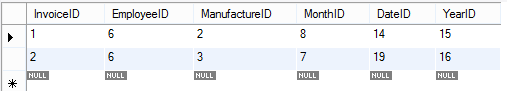 InvoiceID EmployeeID ManufactureID MonthID DateID YearID
1 6 2 8 14 15
2 6 3 7 19 16
NULL NULL NULL NULL NULL NULL